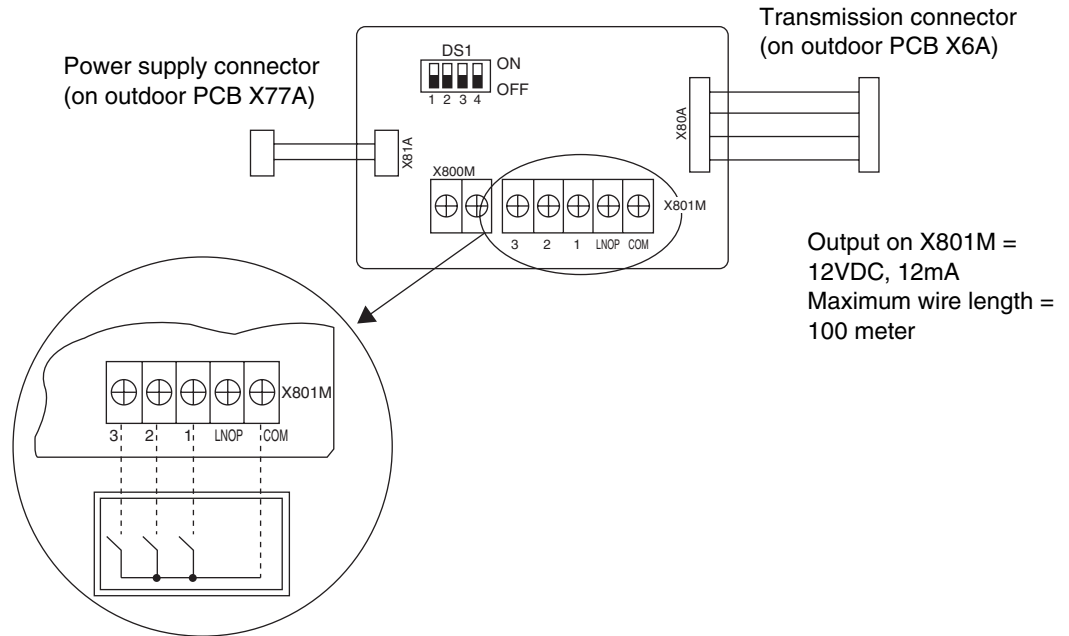 Transmission connector
(on outdoor PCB X6A)
Power supply connector
(on outdoor PCB X77A)
DS1
ON
OFF
1 2 3 4
X81A
X80A
X800M
X801M
3 2 1 LNOP COM
Output on X801M =
12VDC, 12mA
Maximum wire length =
100 meter
X801M
3 2 1 LNOP COM